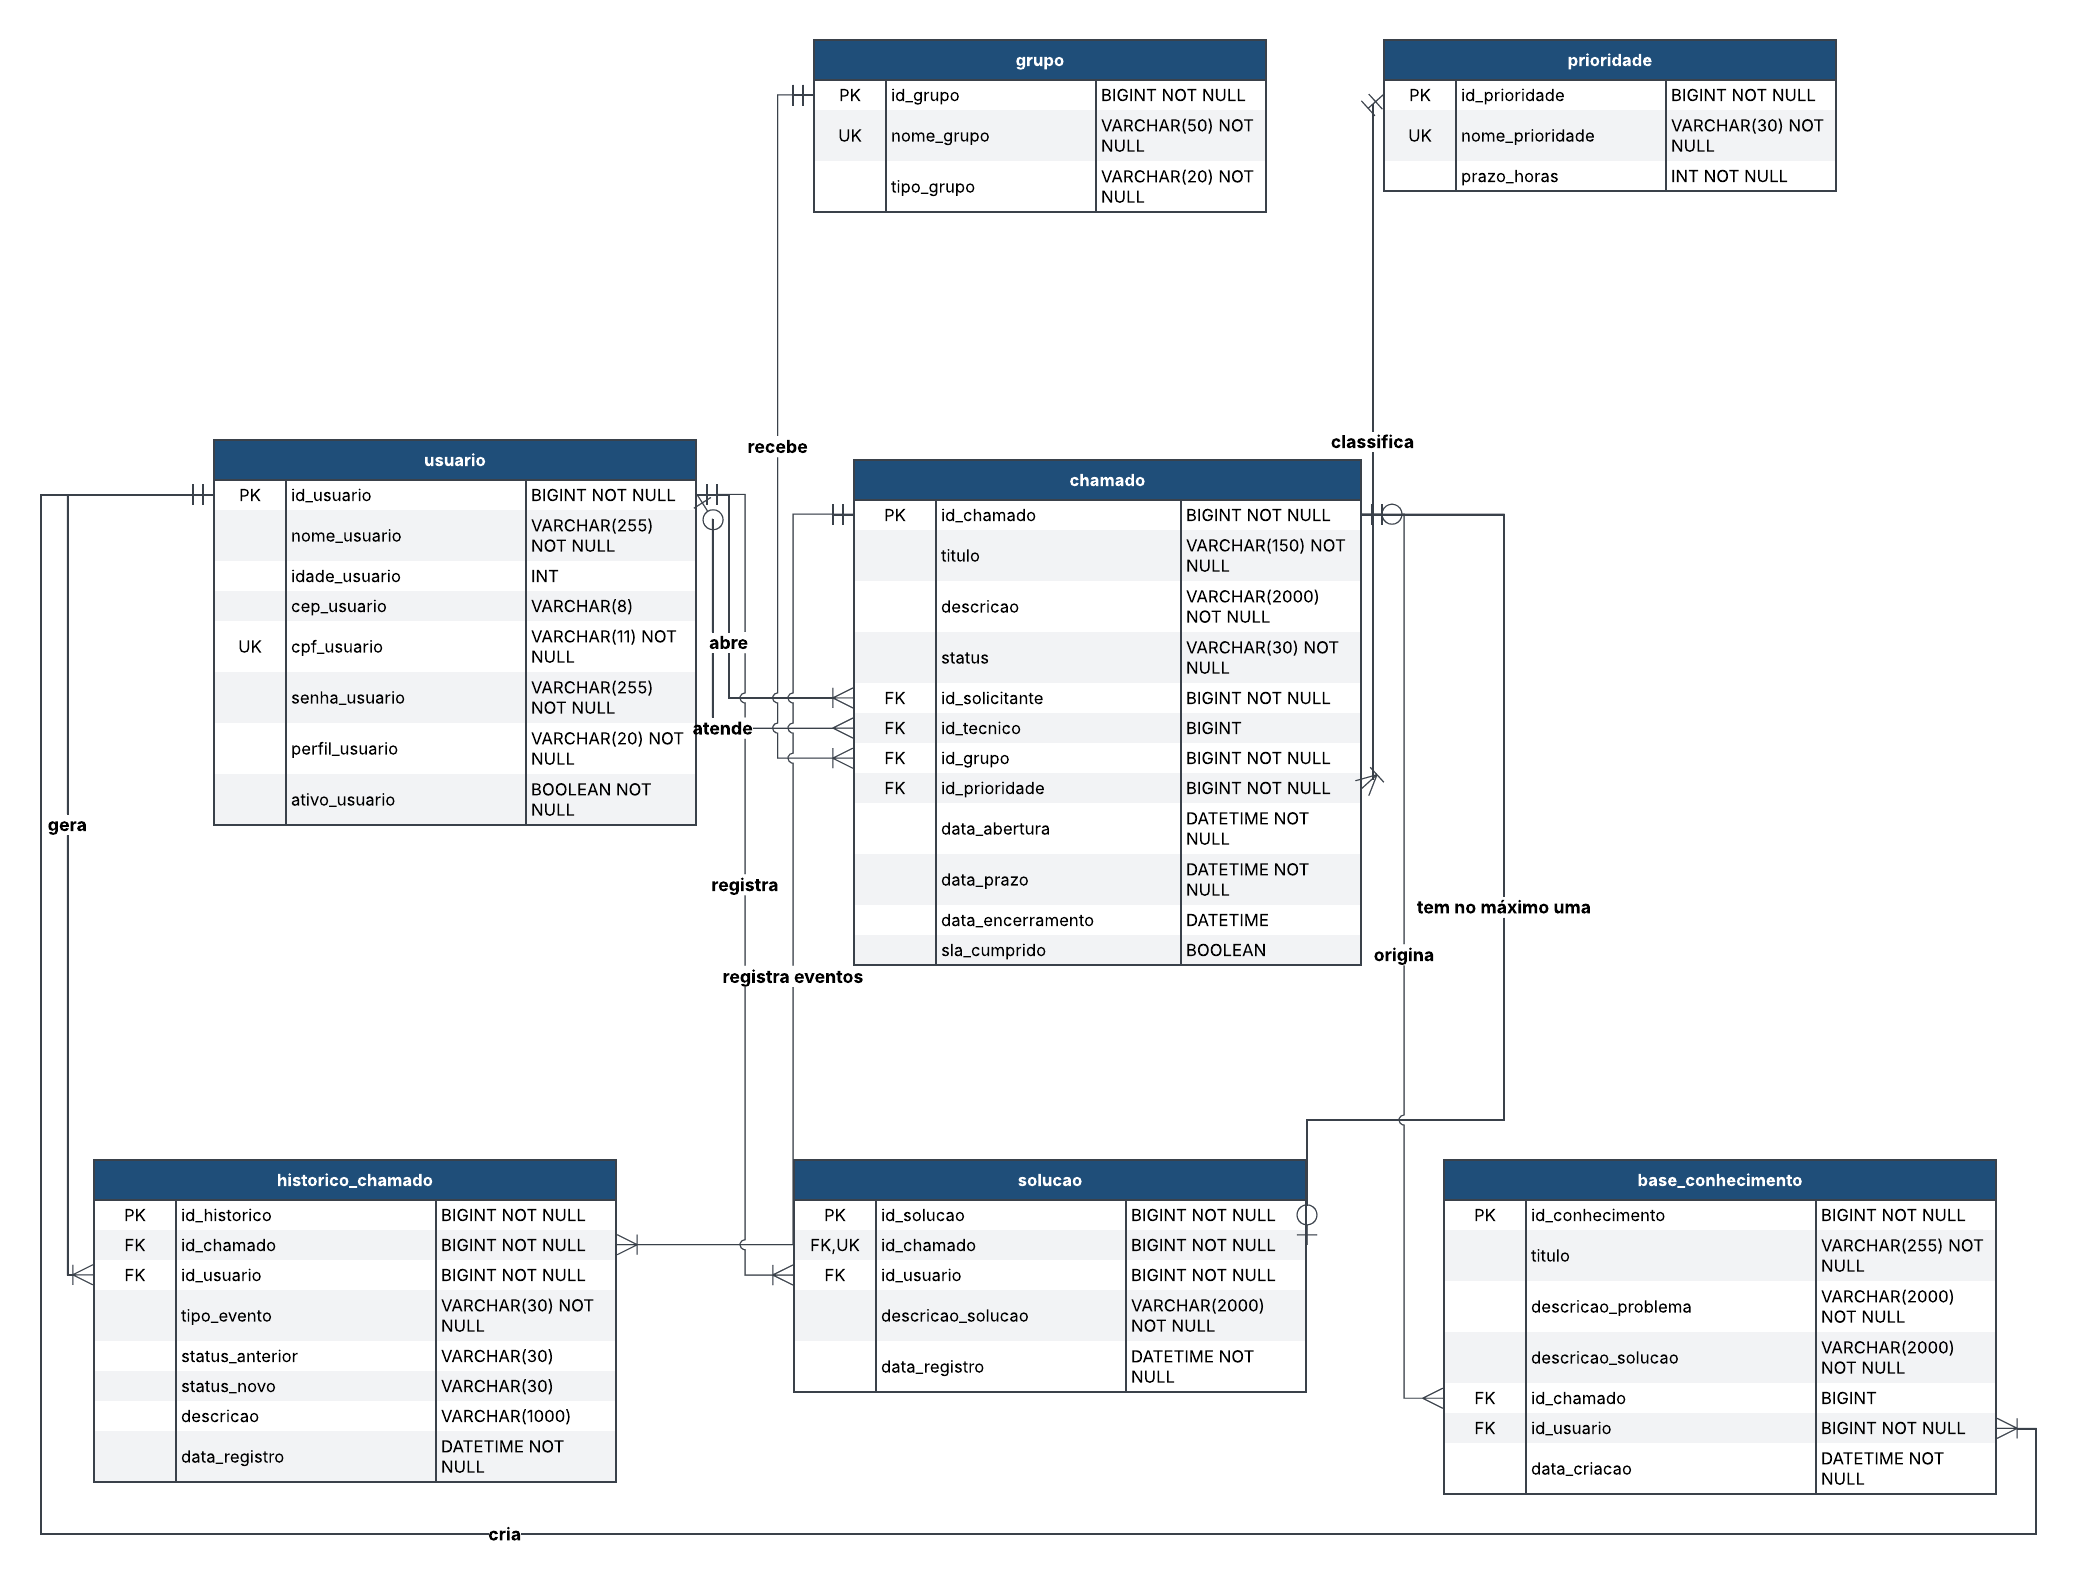 grupo
PK id_grupo BIGINT NOT NULL
UK nome_grupo VARCHAR(50) NOT
NULL
tipo_grupo VARCHAR(20) NOT
NULL
prioridade
PK id_prioridade BIGINT NOT NULL
UK nome_prioridade VARCHAR(30) NOT
NULL
prazo_horas INT NOT NULL
recebe
classifica
usuario
PK id_usuario BIGINT NOT NULL
nome_usuario VARCHAR(255)
NOT NULL
idade_usuario INT
cep_usuario VARCHAR(8)
UK cpf_usuario VARCHAR(11) NOT
NULL
senha_usuario VARCHAR(255)
NOT NULL
perfil_usuario VARCHAR(20) NOT
NULL
ativo_usuario BOOLEAN NOT
NULL
abre
atende
chamado
PK id_chamado BIGINT NOT NULL
titulo VARCHAR(150) NOT
NULL
descricao VARCHAR(2000)
NOT NULL
status VARCHAR(30) NOT
NULL
FK id_solicitante BIGINT NOT NULL
FK id_tecnico BIGINT
FK id_grupo BIGINT NOT NULL
FK id_prioridade BIGINT NOT NULL
data_abertura DATETIME NOT
NULL
data_prazo DATETIME NOT
NULL
data_encerramento DATETIME
sla_cumprido BOOLEAN
gera
registra
registra eventos
tem no máximo uma
origina
historico_chamado
PK id_historico BIGINT NOT NULL
FK id_chamado BIGINT NOT NULL
FK id_usuario BIGINT NOT NULL
tipo_evento VARCHAR(30) NOT
NULL
status_anterior VARCHAR(30)
status_novo VARCHAR(30)
descricao VARCHAR(1000)
data_registro DATETIME NOT
NULL
solucao
PK id_solucao BIGINT NOT NULL
FK,UK id_chamado BIGINT NOT NULL
FK id_usuario BIGINT NOT NULL
descricao_solucao VARCHAR(2000)
NOT NULL
data_registro DATETIME NOT
NULL
base_conhecimento
PK id_conhecimento BIGINT NOT NULL
titulo VARCHAR(255) NOT
NULL
descricao_problema VARCHAR(2000)
NOT NULL
descricao_solucao VARCHAR(2000)
NOT NULL
FK id_chamado BIGINT
FK id_usuario BIGINT NOT NULL
data_criacao DATETIME NOT
NULL
cria